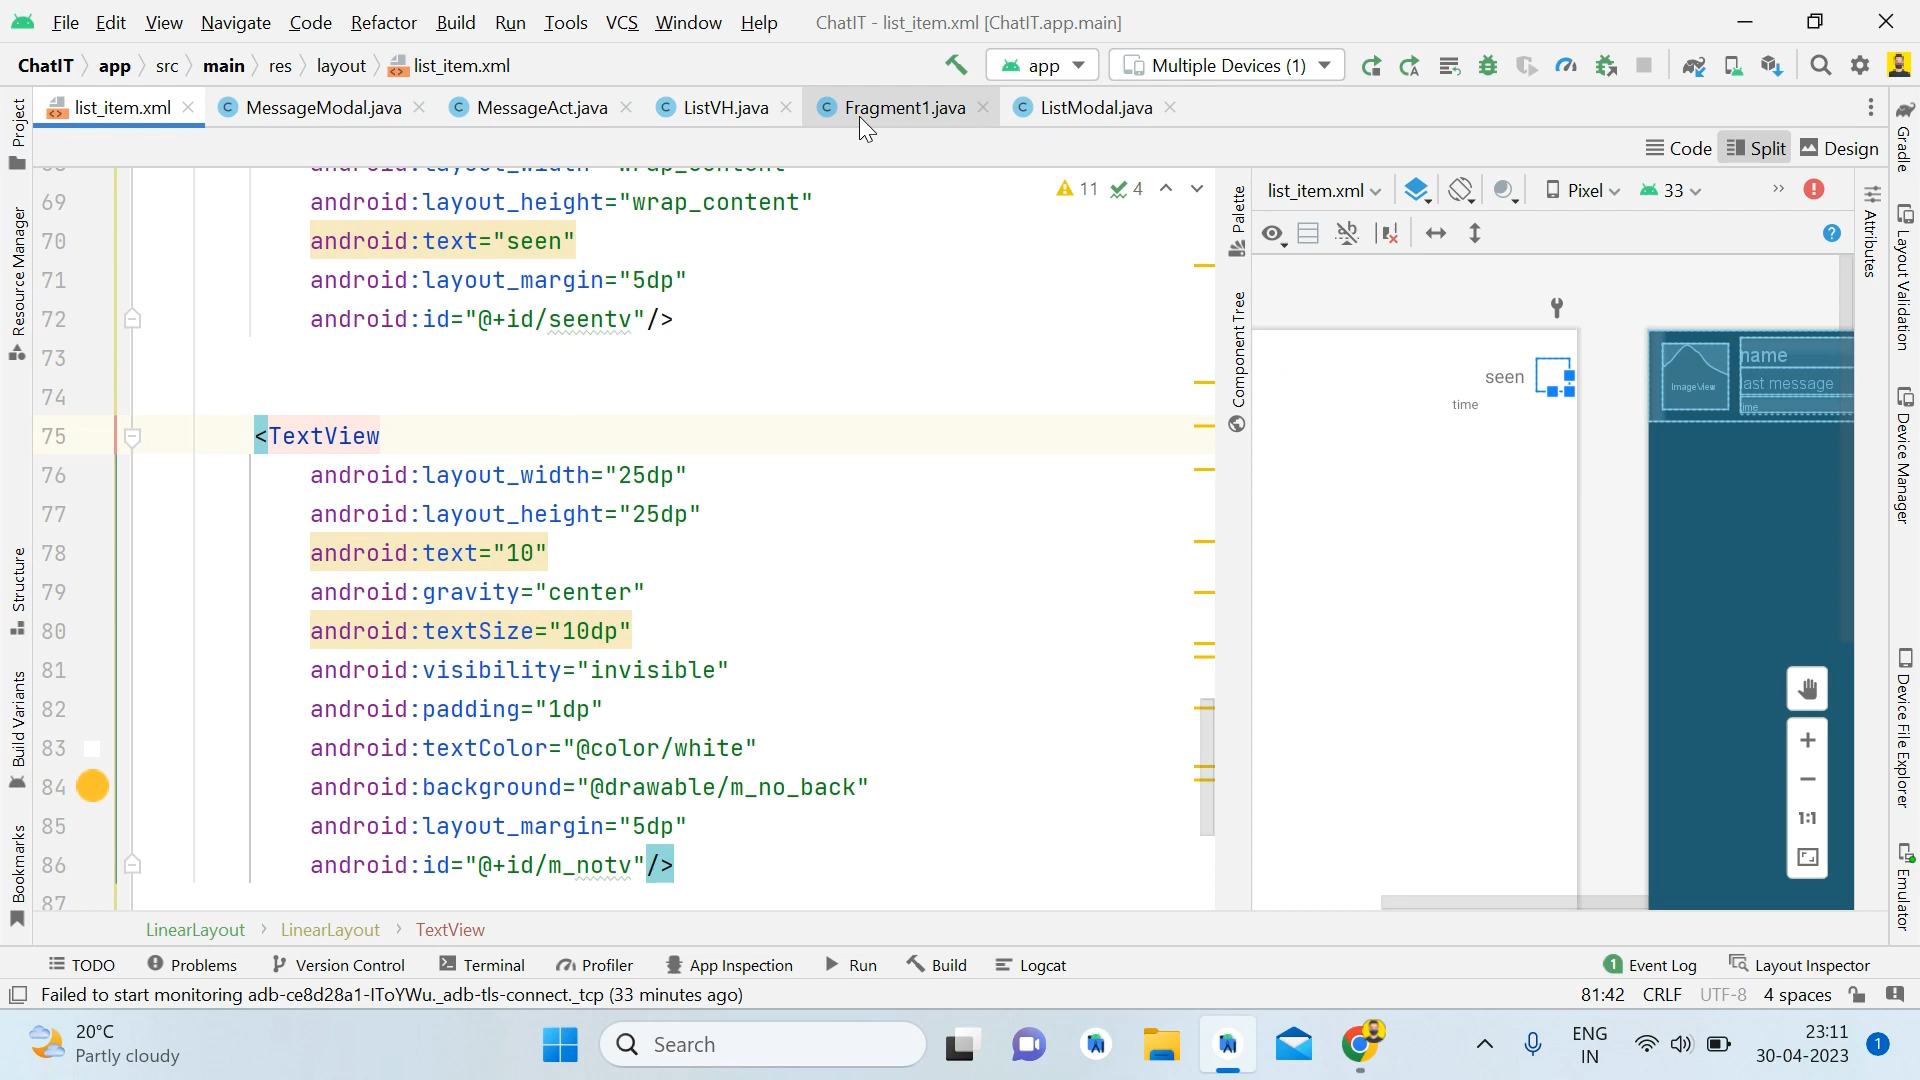 File Edit View Navigate Code Refactor Build Run Tools VCS Window Help ChatIT - list_item.xml [ChatIT.app.main]
ChatIT app src main res layout list_item.xml app Multiple Devices (1)
list_item.xml MessageModal.java MessageAct.java ListVH.java Fragment1.java ListModal.java
Code Split Design
11 4
69 android:layout_height="wrap_content"
70 android:text="seen"
71 android:layout_margin="5dp"
72 android:id="@+id/seentv"/>
73
74
75 <TextView
76 android:layout_width="25dp"
77 android:layout_height="25dp"
78 android:text="10"
79 android:gravity="center"
80 android:textSize="10dp"
81 android:visibility="invisible"
82 android:padding="1dp"
83 android:textColor="@color/white"
84 android:background="@drawable/m_no_back"
85 android:layout_margin="5dp"
86 android:id="@+id/m_notv"/>
87
LinearLayout LinearLayout TextView
Project
Resource Manager
Structure
Build Variants
Bookmarks
Palette
Component Tree
list_item.xml Pixel 33
seen
time
name
ImageView
last message
time
1:1
Attributes
Gradle
Layout Validation
Device Manager
Device File Explorer
Emulator
TODO Problems Version Control Terminal Profiler App Inspection Run Build Logcat 1 Event Log Layout Inspector
Failed to start monitoring adb-ce8d28a1-IToYWu._adb-tls-connect._tcp (33 minutes ago) 81:42 CRLF UTF-8 4 spaces
20°C
Partly cloudy
Search
ENG
IN
23:11
30-04-2023
1